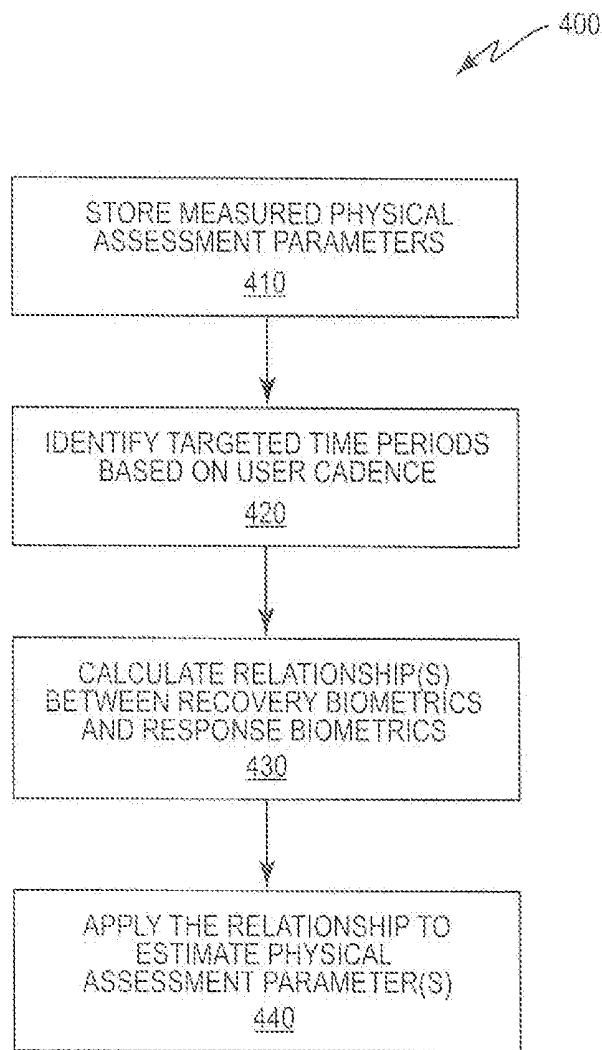 400
STORE MEASURED PHYSICAL
ASSESSMENT PARAMETERS
410
IDENTIFY TARGETED TIME PERIODS
BASED ON USER CADENCE
420
CALCULATE RELATIONSHIP(S)
BETWEEN RECOVERY BIOMETRICS
AND RESPONSE BIOMETRICS
430
APPLY THE RELATIONSHIP TO
ESTIMATE PHYSICAL
ASSESSMENT PARAMETER(S)
440